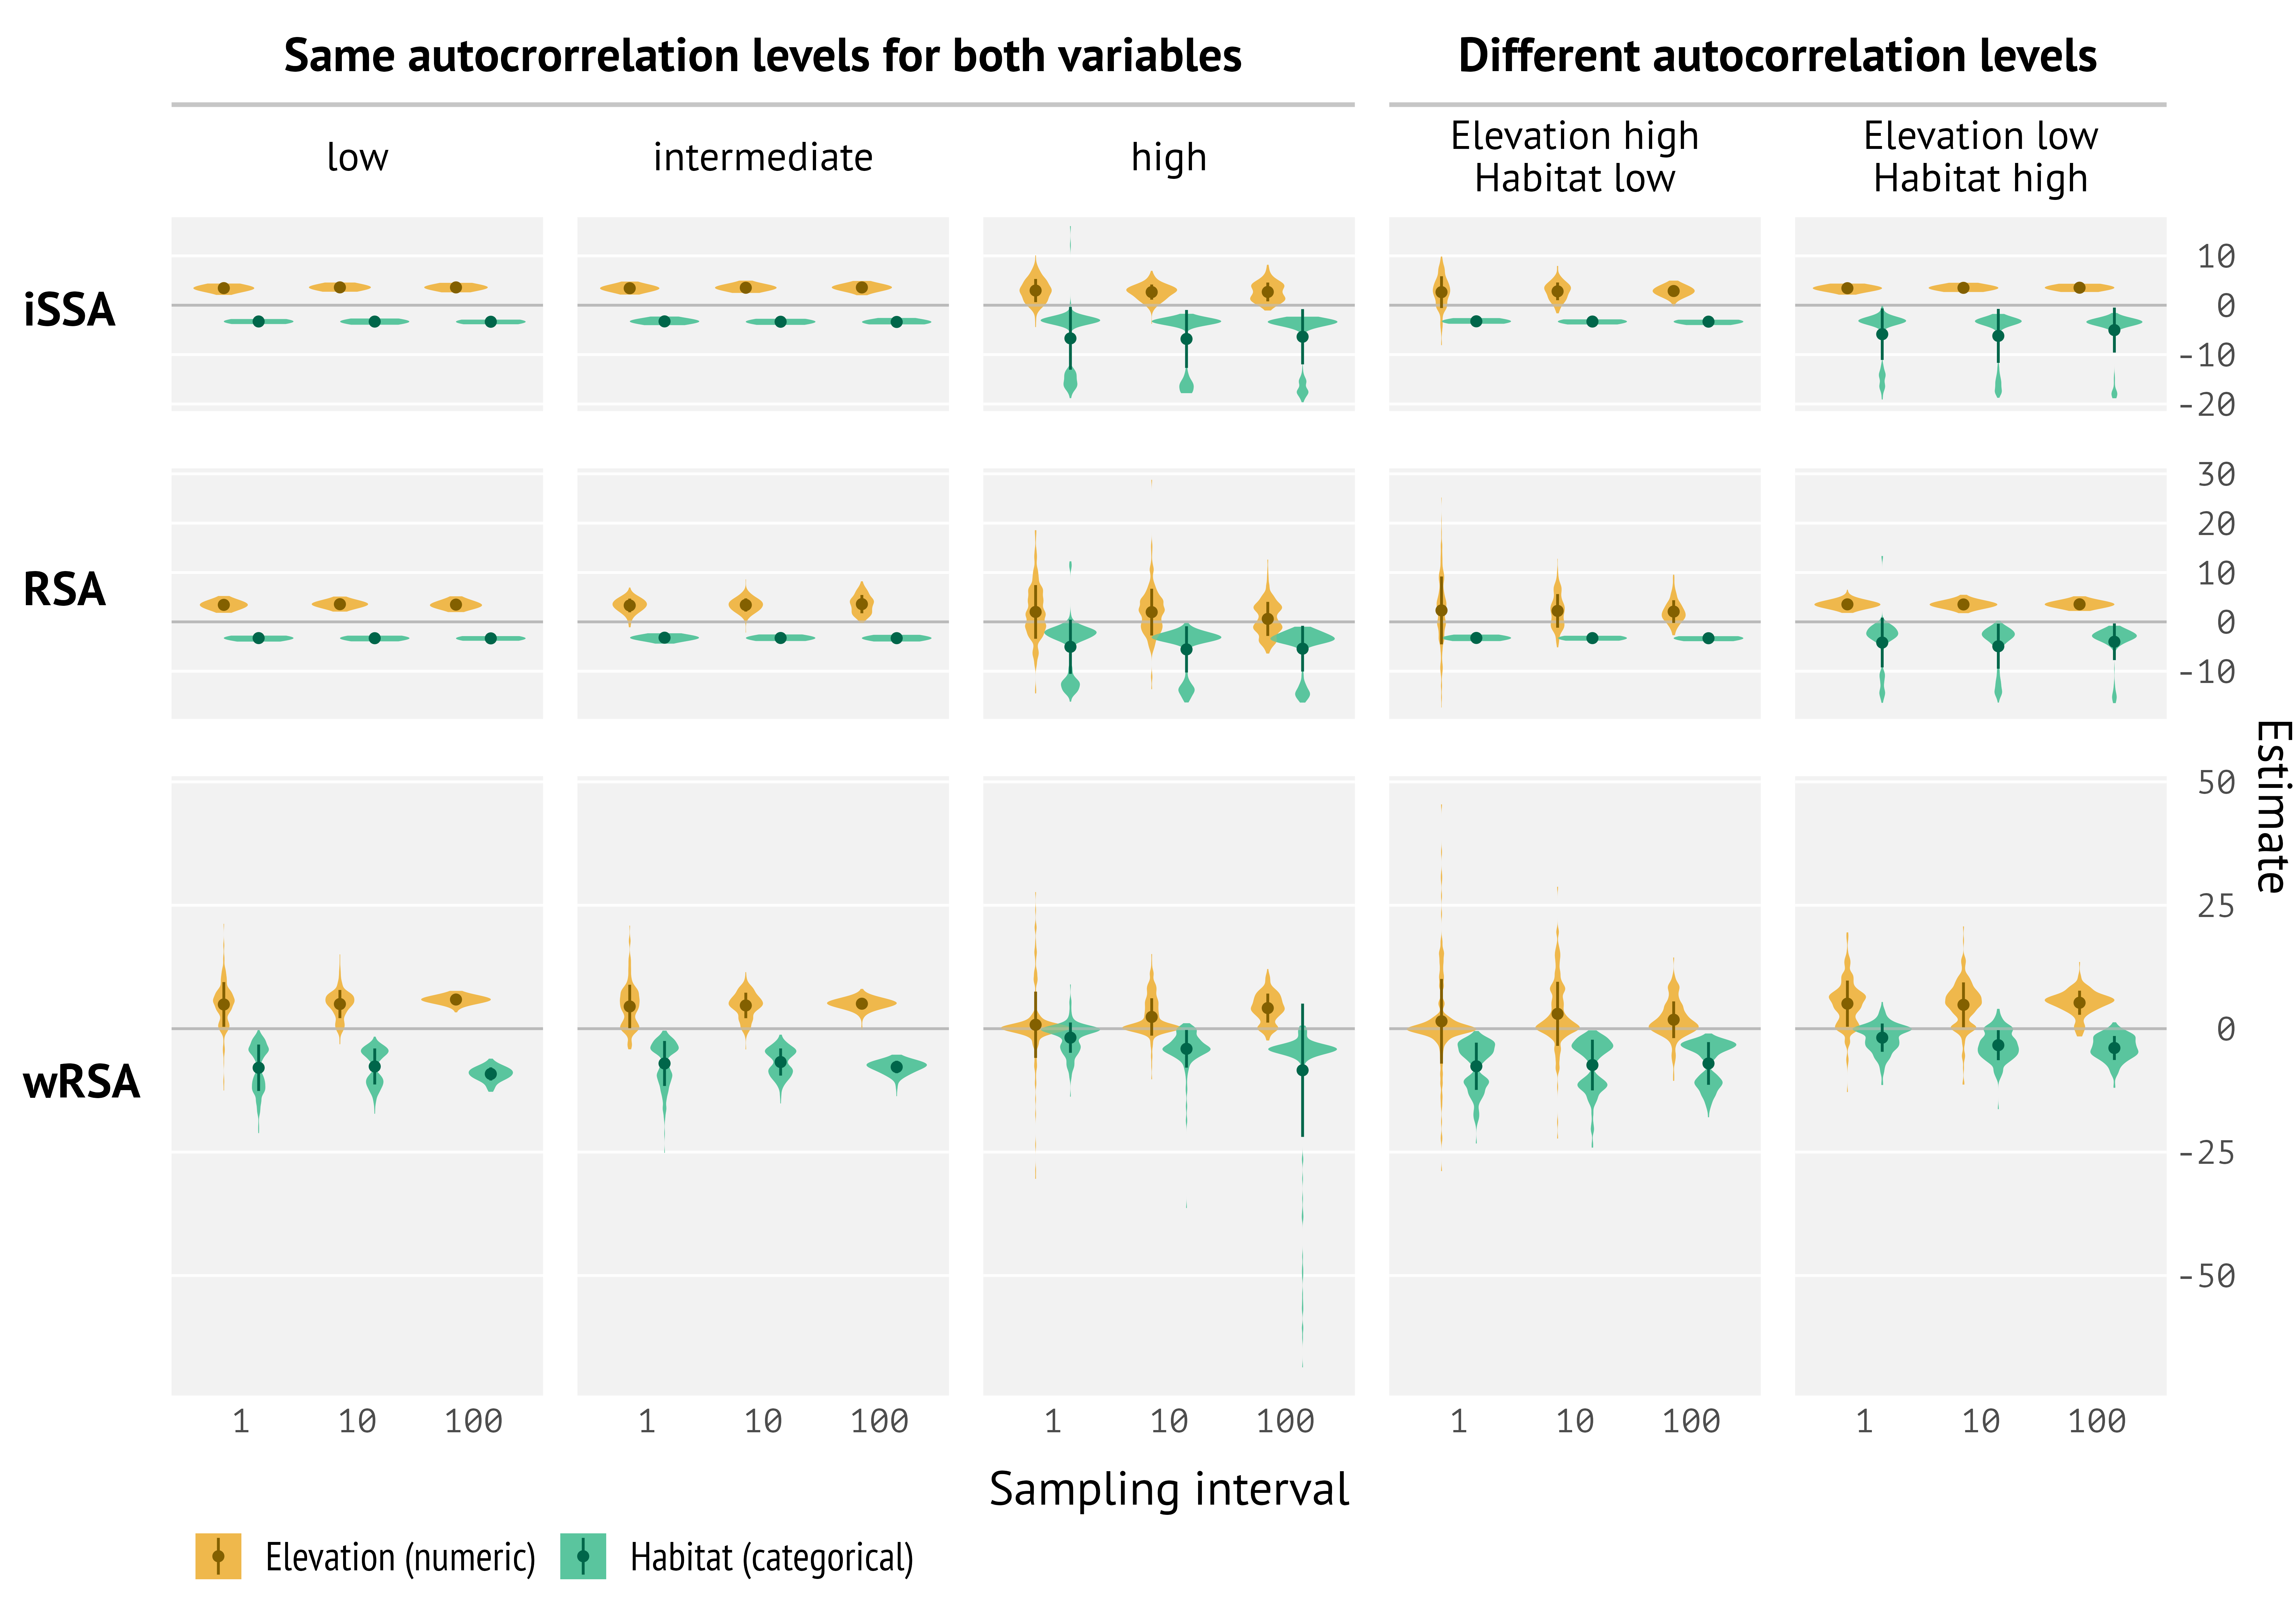 Same autocrorrelation levels for both variables
Different autocorrelation levels
low
intermediate
high
Elevation high
Habitat low
Elevation low
Habitat high
iSSA
10
0
-10
-20
RSA
30
20
10
0
-10
wRSA
50
25
0
-25
-50
Estimate
1 10 100
1 10 100
1 10 100
1 10 100
1 10 100
Sampling interval
Elevation (numeric)
Habitat (categorical)